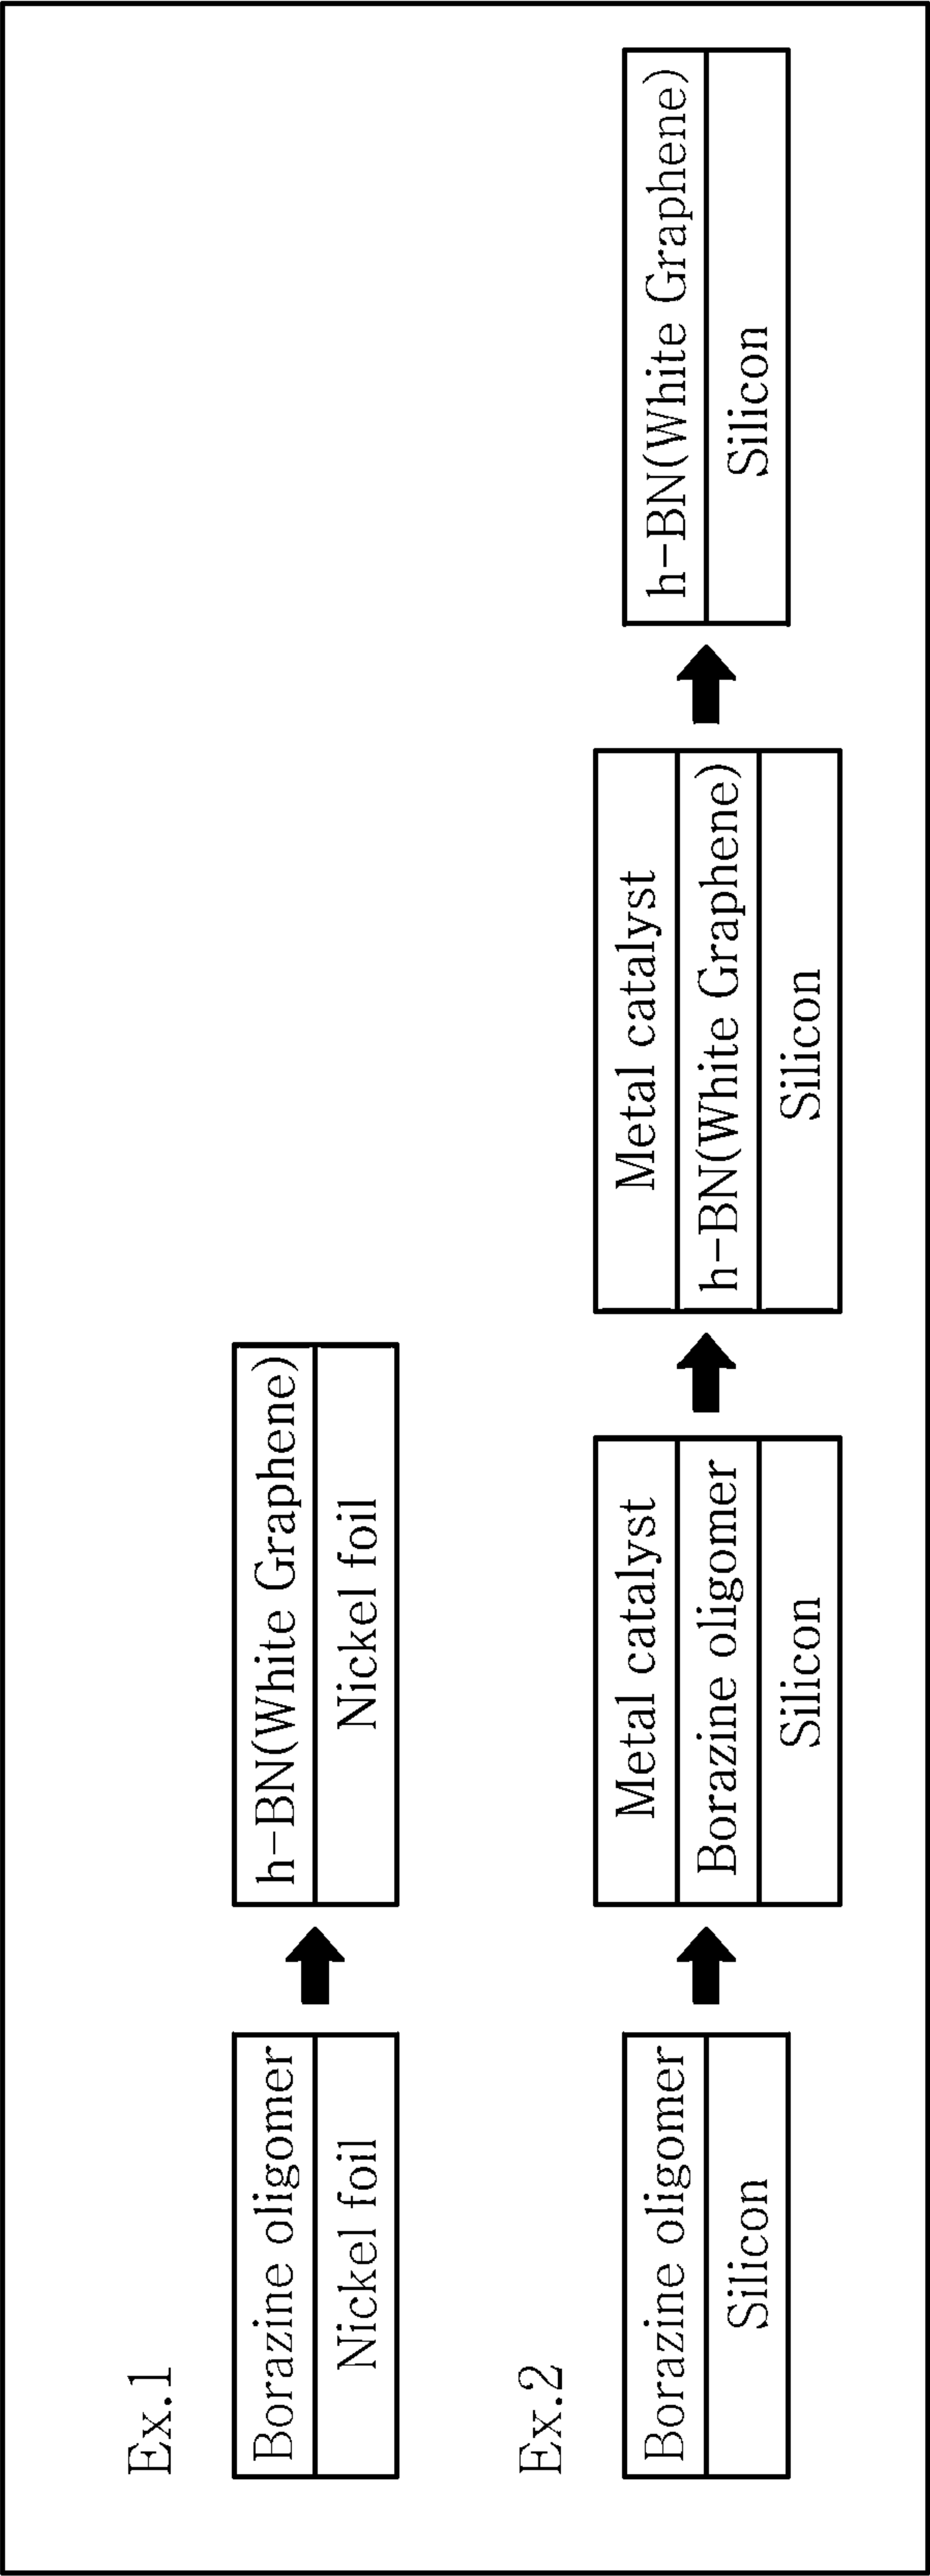 Ex.1
Borazine oligomer
Nickel foil
h-BN(White Graphene)
Nickel foil
Ex.2
Borazine oligomer
Silicon
Metal catalyst
Borazine oligomer
Silicon
Metal catalyst
h-BN(White Graphene)
Silicon
h-BN(White Graphene)
Silicon